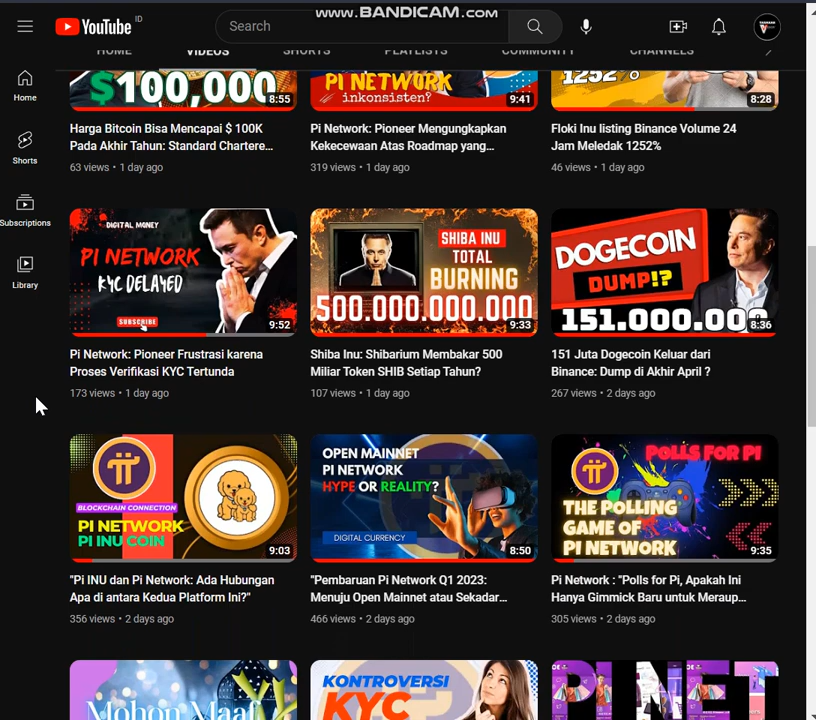 www.BANDICAM.com
YouTube ID
Search
HOME VIDEOS SHORTS PLAYLISTS COMMUNITY CHANNELS
Home
Shorts
Subscriptions
Library
$100,000
8:55
Harga Bitcoin Bisa Mencapai $ 100K
Pada Akhir Tahun: Standard Chartere...
63 views • 1 day ago
PI NETWORK
inkonsisten?
9:41
Pi Network: Pioneer Mengungkapkan
Kekecewaan Atas Roadmap yang...
319 views • 1 day ago
1252%
8:28
Floki Inu listing Binance Volume 24
Jam Meledak 1252%
46 views • 1 day ago
DIGITAL MONEY
PI NETWORK
KYC DELAYED
SUBSCRIBE
9:52
Pi Network: Pioneer Frustrasi karena
Proses Verifikasi KYC Tertunda
173 views • 1 day ago
SHIBA INU
TOTAL
BURNING
500.000.000.000
9:33
Shiba Inu: Shibarium Membakar 500
Miliar Token SHIB Setiap Tahun?
107 views • 1 day ago
DOGECOIN
DUMP!?
151.000.00
8:36
151 Juta Dogecoin Keluar dari
Binance: Dump di Akhir April ?
267 views • 2 days ago
BLOCKCHAIN CONNECTION
PI NETWORK
PI INU COIN
9:03
"Pi INU dan Pi Network: Ada Hubungan
Apa di antara Kedua Platform Ini?"
356 views • 2 days ago
OPEN MAINNET
PI NETWORK
HYPE OR REALITY?
DIGITAL CURRENCY
8:50
"Pembaruan Pi Network Q1 2023:
Menuju Open Mainnet atau Sekadar...
466 views • 2 days ago
POLLS FOR PI
THE POLLING
GAME OF
PI NETWORK
9:35
Pi Network : "Polls for Pi, Apakah Ini
Hanya Gimmick Baru untuk Meraup...
305 views • 2 days ago
Mohon Maaf
KONTROVERSI
KYC
PI NET